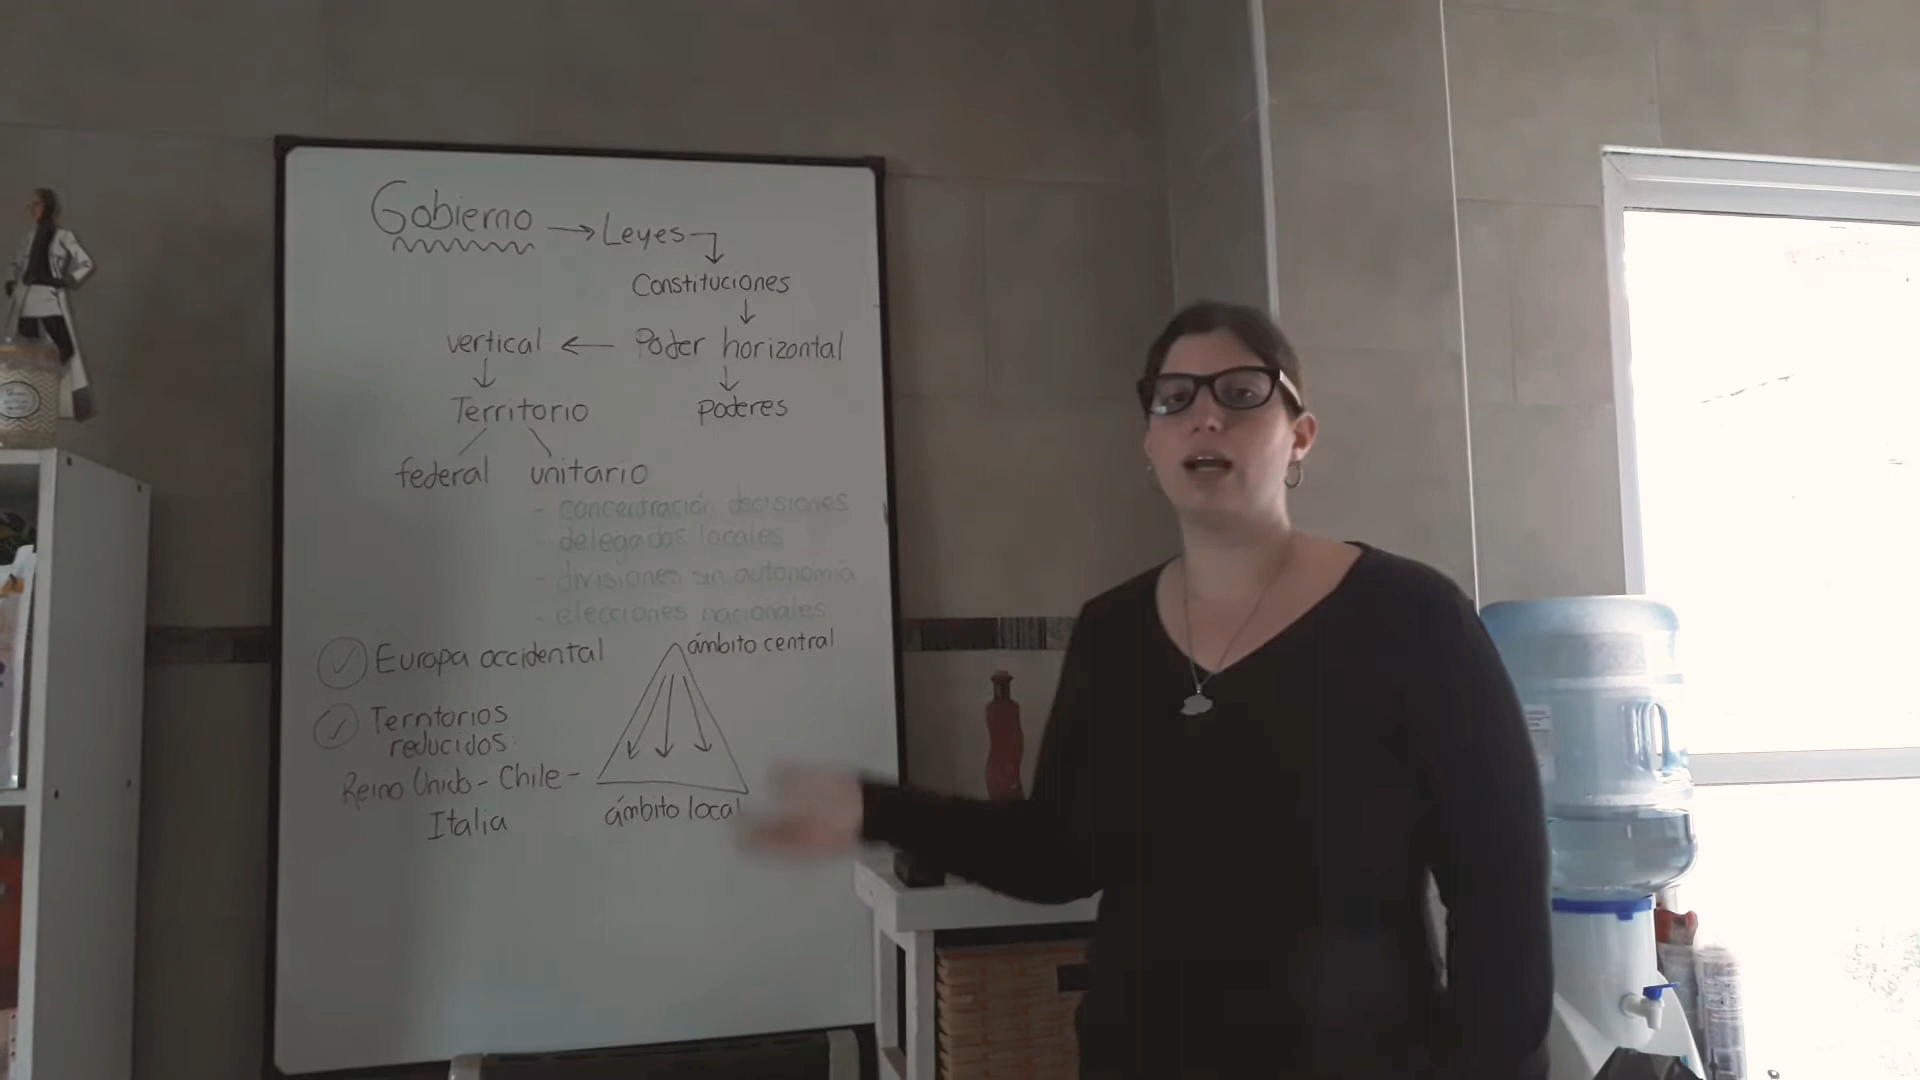 Gobierno → Leyes
Constituciones
vertical ← Poder horizontal
Territorio
poderes
federal
unitario
- concentración decisiones
- delegados locales
- divisiones sin autonomía
- elecciones nacionales
Europa occidental
ámbito central
Territorios
reducidos:
Reino Unido - Chile -
Italia
ámbito local